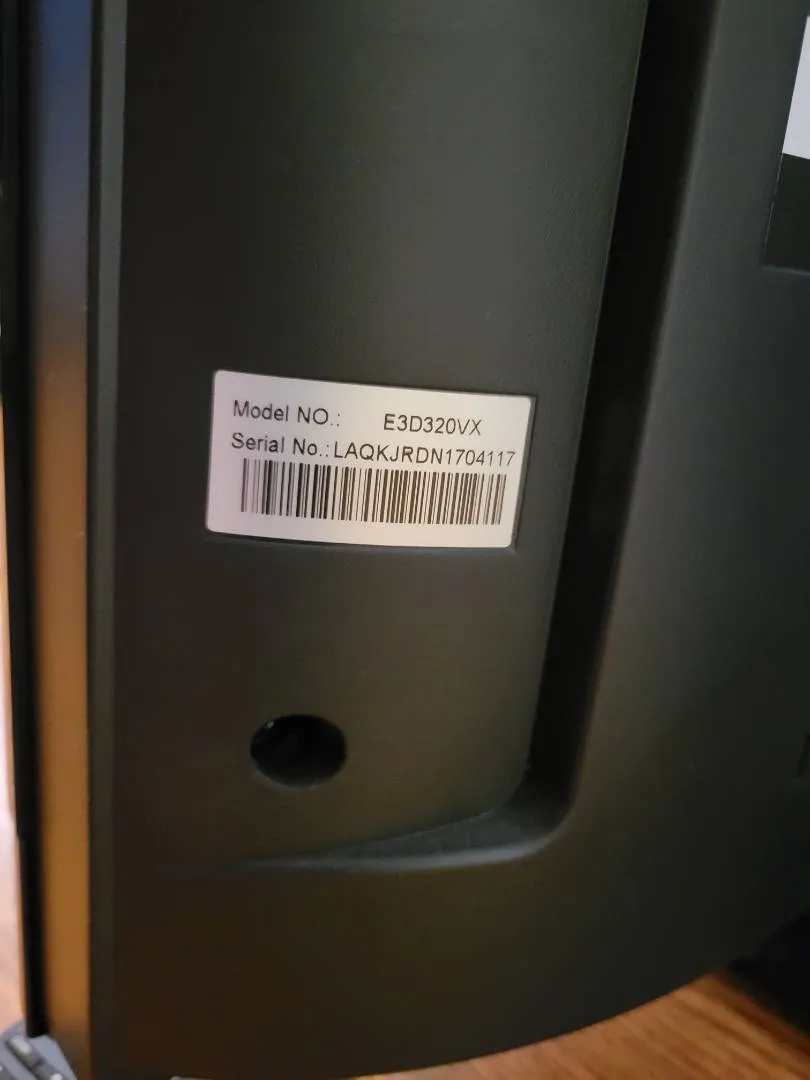 Model NO.: E3D320VX
Serial No.: LAQKJRDN1704117